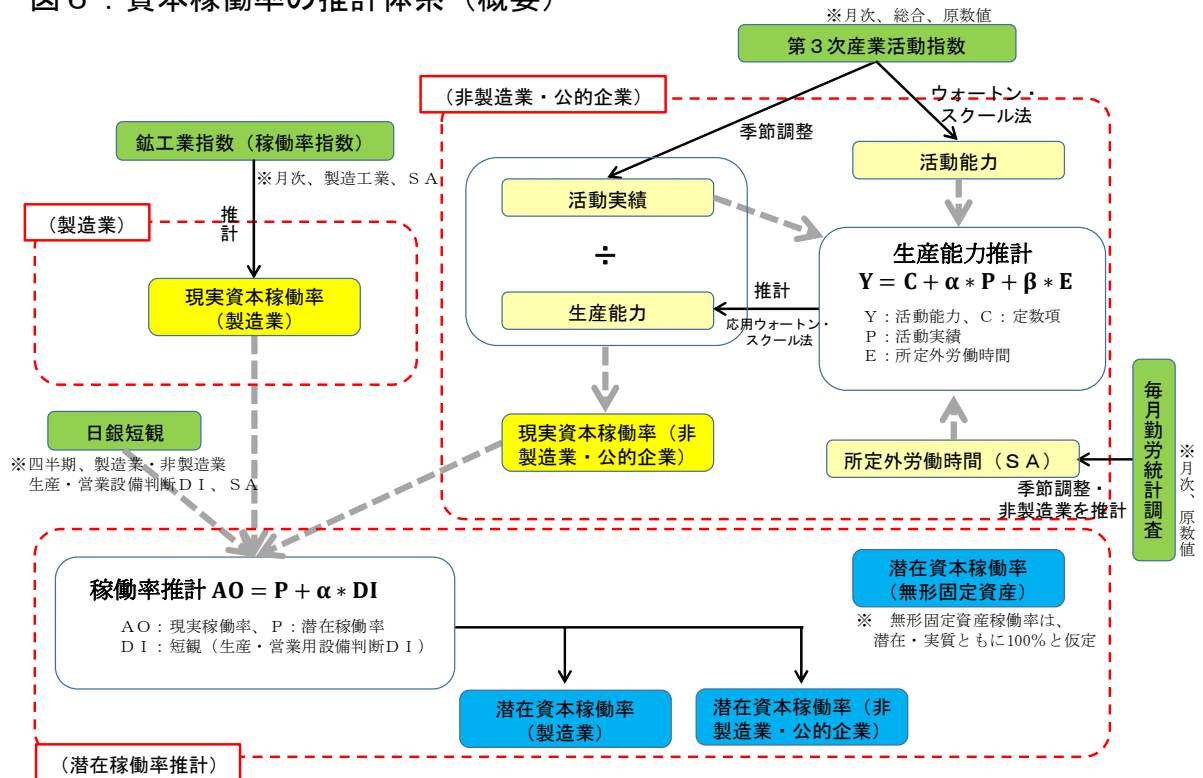 図６：資本稼働率の推計体系（概要）
※月次、総合、原数値
第３次産業活動指数
（非製造業・公的企業）
ウォートン・
スクール法
季節調整
鉱工業指数（稼働率指数）
※月次、製造工業、ＳＡ
活動能力
活動実績
推
計
（製造業）
÷
生産能力推計
Y = C + α * P + β * E
Ｙ：活動能力、Ｃ：定数項
Ｐ：活動実績
Ｅ：所定外労働時間
現実資本稼働率
（製造業）
推計
生産能力
応用ウォートン・
スクール法
日銀短観
※四半期、製造業・非製造業
生産・営業設備判断ＤＩ、ＳＡ
現実資本稼働率（非
製造業・公的企業）
所定外労働時間（ＳＡ）
季節調整・
非製造業を推計
毎月勤労統計調査
※月次、原数値
稼働率推計 AO = P + α * DI
ＡＯ：現実稼働率、Ｐ：潜在稼働率
ＤＩ：短観（生産・営業用設備判断ＤＩ）
潜在資本稼働率
（無形固定資産）
※　無形固定資産稼働率は、
潜在・実質ともに100％と仮定
潜在資本稼働率
（製造業）
潜在資本稼働率（非
製造業・公的企業）
（潜在稼働率推計）